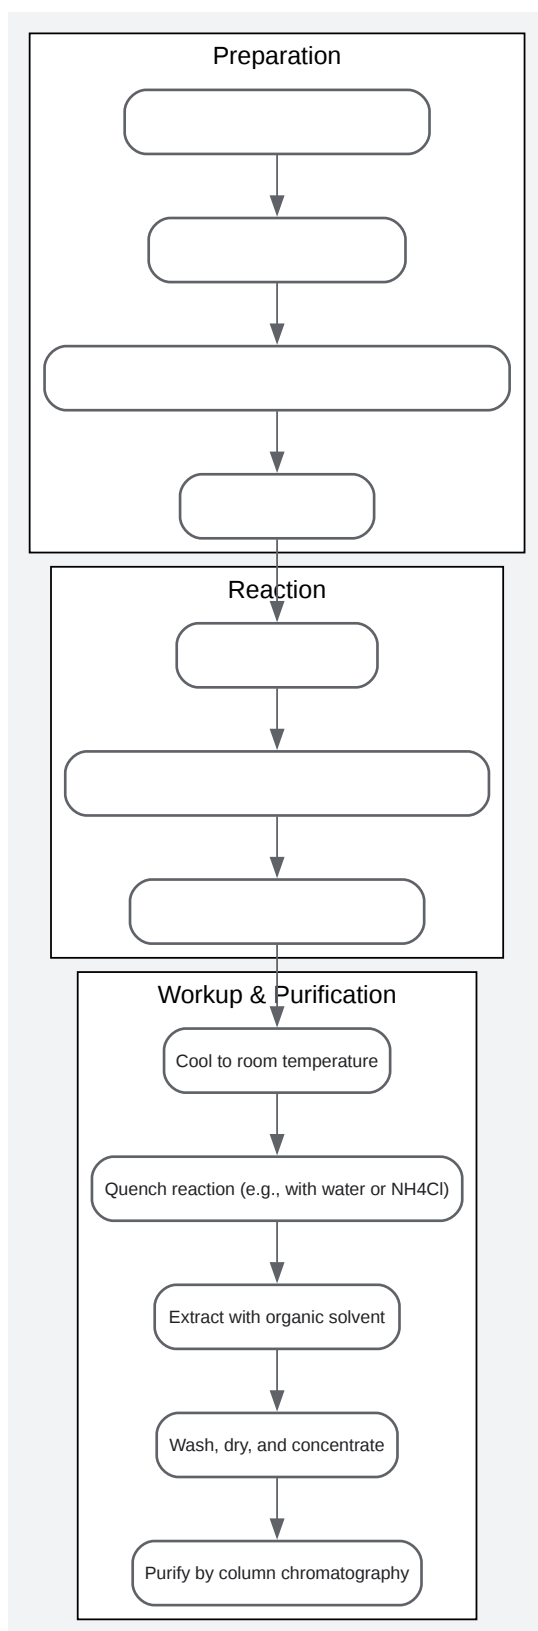 Preparation
Reaction
Workup & Purification
Cool to room temperature
Quench reaction (e.g., with water or NH4Cl)
Extract with organic solvent
Wash, dry, and concentrate
Purify by column chromatography